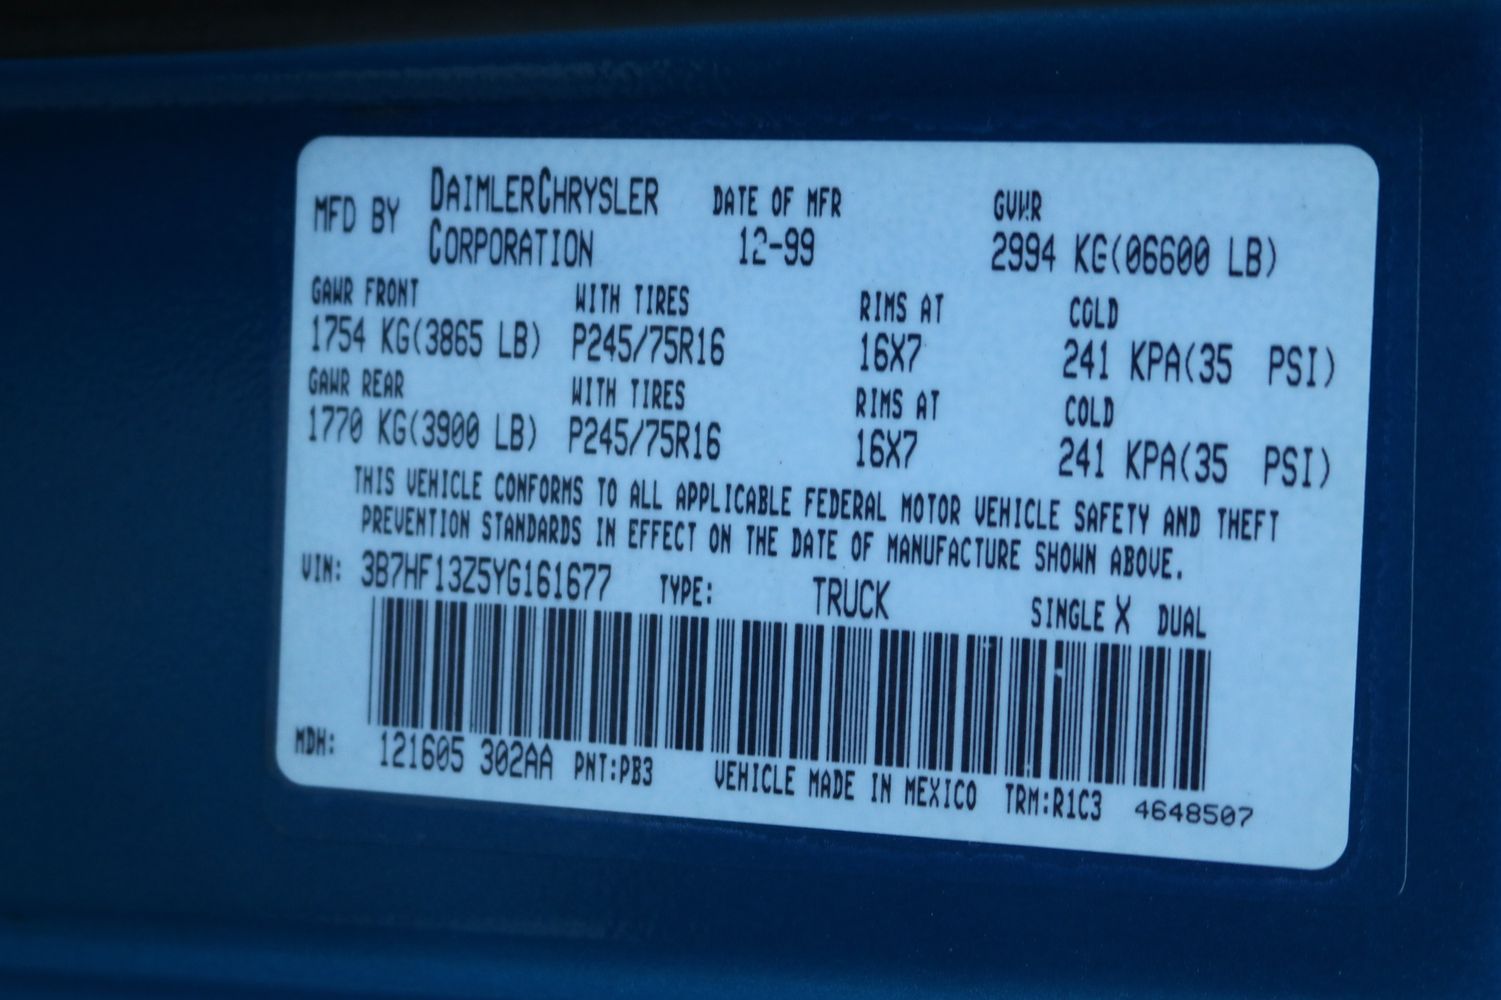 MFD BY DAIMLERCHRYSLER CORPORATION DATE OF MFR 12-99 GVWR 2994 KG(06600 LB)
GAWR FRONT WITH TIRES RIMS AT COLD
1754 KG(3865 LB) P245/75R16 16X7 241 KPA(35 PSI)
GAWR REAR WITH TIRES RIMS AT COLD
1770 KG(3900 LB) P245/75R16 16X7 241 KPA(35 PSI)
THIS VEHICLE CONFORMS TO ALL APPLICABLE FEDERAL MOTOR VEHICLE SAFETY AND THEFT
PREVENTION STANDARDS IN EFFECT ON THE DATE OF MANUFACTURE SHOWN ABOVE.
VIN: 3B7HF13Z5YG161677 TYPE: TRUCK SINGLE X DUAL
MDH: 121605 302AA PNT:PB3 VEHICLE MADE IN MEXICO TRM:R1C3 4648507